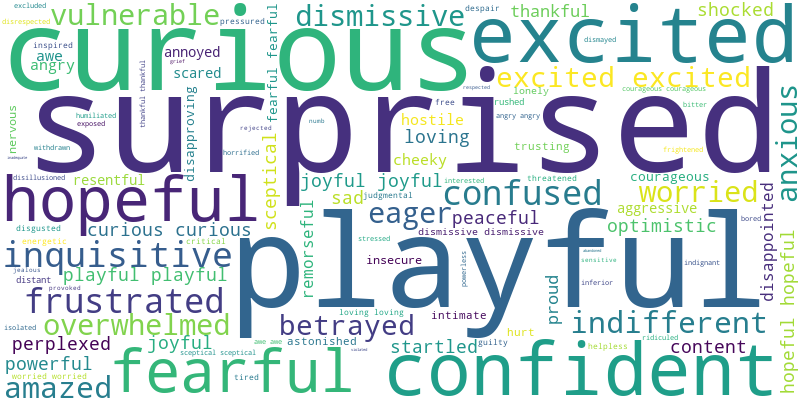 excluded
disrespected
vulnerable
pressured
dismissive
despair
thankful
shocked
curious
excited
inspired
awe
angry
annoyed
grief
scared
fearful fearful
dismayed
excited excited
respected
courageous courageous
lonely
rushed
bitter
anxious
surprised
nervous
humiliated
exposed
thankful thankful
disapproving
rejected
free
hostile
angry angry
numb
loving
trusting
frightened
withdrawn
inadequate
horrified
sceptical
cheeky
disillusioned
resentful
joyful joyful
interested
threatened
courageous
hopeful
sad
judgmental
confused
worried
remorseful
eager
peaceful
aggressive
optimistic
bored
disappointed
disgusted
curious curious
dismissive dismissive
energetic
critical
stressed
playful
inquisitive
insecure
powerless
sensitive
indignant
jealous
distant
playful playful
provoked
inferior
proud
hopeful hopeful
frustrated
loving loving
intimate
indifferent
isolated
overwhelmed
betrayed
hurt
ridiculed
perplexed
joyful
awe awe
astonished
startled
guilty
helpless
content
sceptical sceptical
powerful
fearful
confident
worried worried
tired
amazed